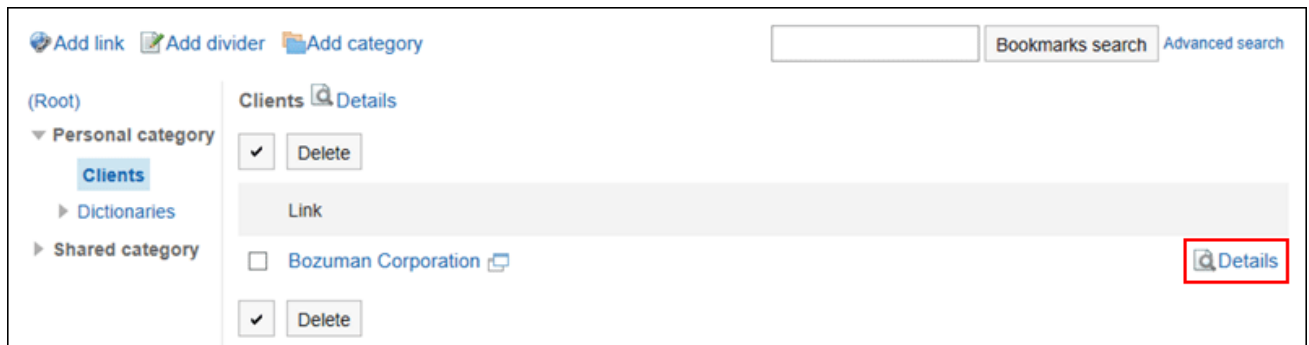 Add link Add divider Add category Bookmarks search Advanced search
(Root)
Personal category
Clients
Dictionaries
Shared category
Clients Details
Delete
Link
Bozuman Corporation Details
Delete